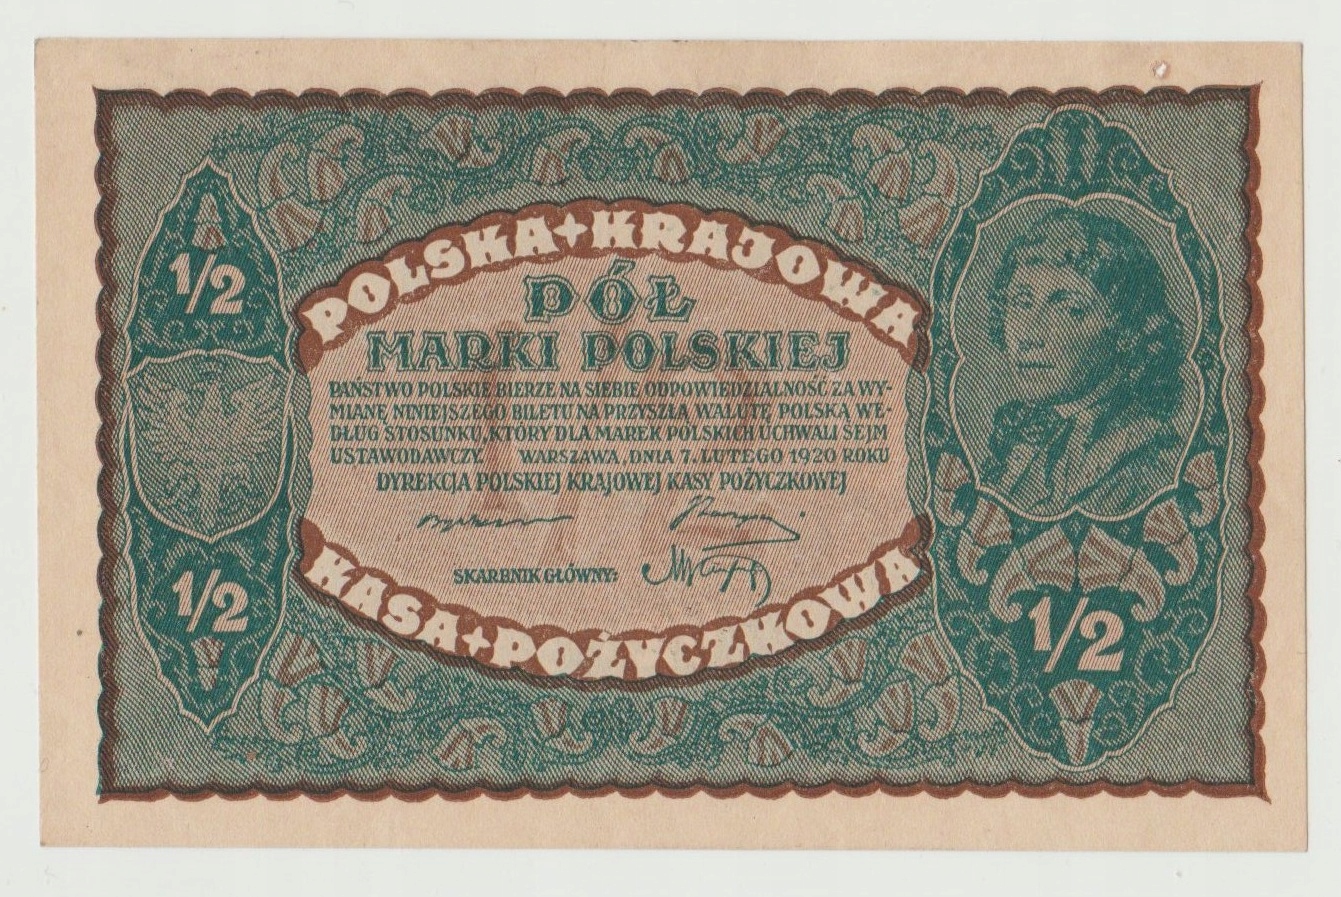 POLSKA + KRAJOWA
1/2
PÓŁ
MARKI POLSKIEJ
PAŃSTWO POLSKIE BIERZE NA SIEBIE ODPOWIEDZIALNOŚĆ ZA WY-
MIANĘ NINIEJSZEGO BILETU NA PRZYSZŁĄ WALUTĘ POLSKĄ WE-
DŁUG STOSUNKU, KTÓRY DLA MAREK POLSKICH UCHWALI SEJM
USTAWODAWCZY. WARSZAWA, DNIA 7. LUTEGO 1920 ROKU
DYREKCJA POLSKIEJ KRAJOWEJ KASY POŻYCZKOWEJ
SKARBNIK GŁÓWNY:
1/2
1/2
KASA + POŻYCZKOWA